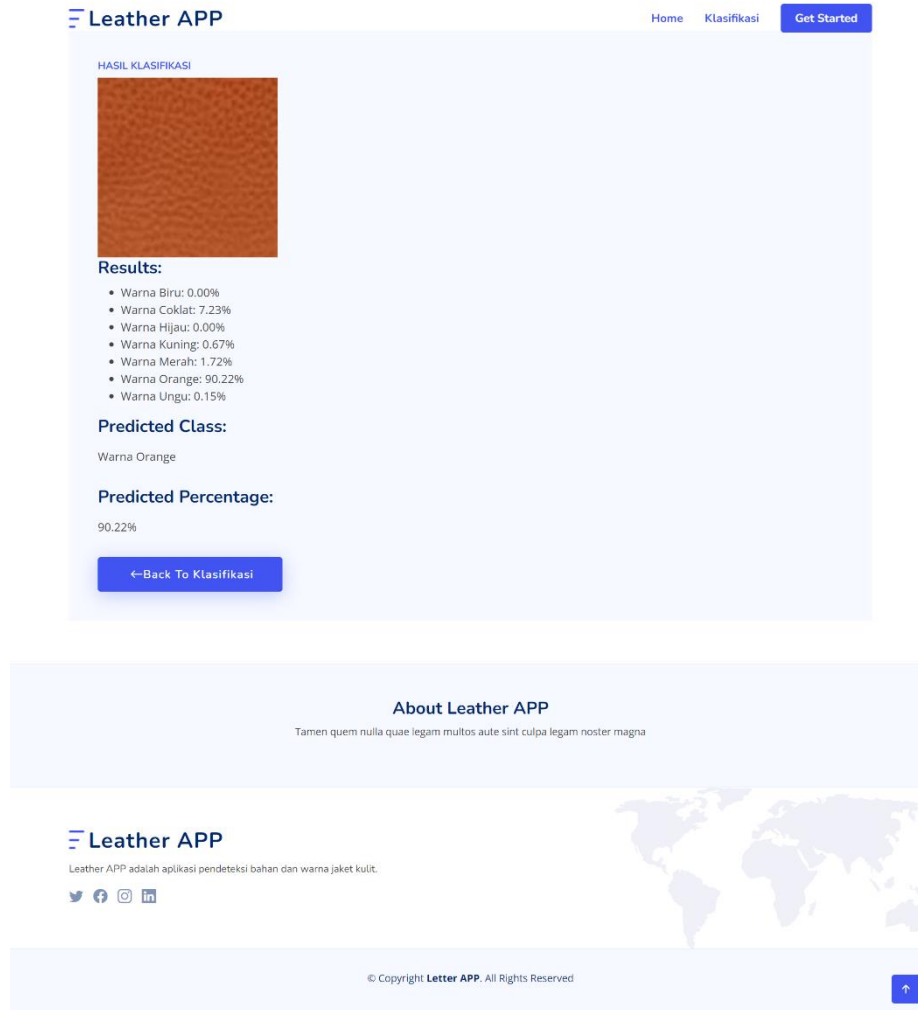 Leather APP
Home Klasifikasi Get Started
HASIL KLASIFIKASI
Results:
Warna Biru: 0.00%
Warna Coklat: 7.23%
Warna Hijau: 0.00%
Warna Kuning: 0.67%
Warna Merah: 1.72%
Warna Orange: 90.22%
Warna Ungu: 0.15%
Predicted Class:
Warna Orange
Predicted Percentage:
90.22%
←Back To Klasifikasi
About Leather APP
Tamen quem nulla quae legam multos aute sint culpa legam noster magna
Leather APP
Leather APP adalah aplikasi pendeteksi bahan dan warna jaket kulit.
© Copyright Letter APP. All Rights Reserved